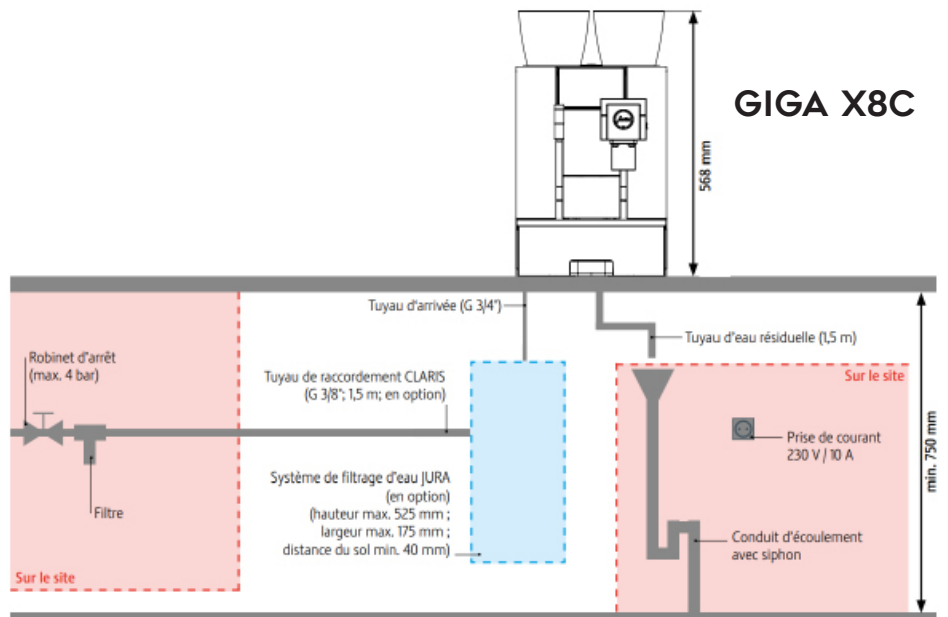 GIGA X8C
568 mm
Tuyau d'arrivée (G 3/4")
Tuyau d'eau résiduelle (1,5 m)
Robinet d'arrêt
(max. 4 bar)
Tuyau de raccordement CLARIS
(G 3/8"; 1,5 m; en option)
Sur le site
Prise de courant
230 V / 10 A
min. 750 mm
Système de filtrage d'eau JURA
(en option)
(hauteur max. 525 mm ;
largeur max. 175 mm ;
distance du sol min. 40 mm)
Filtre
Conduit d'écoulement
avec siphon
Sur le site